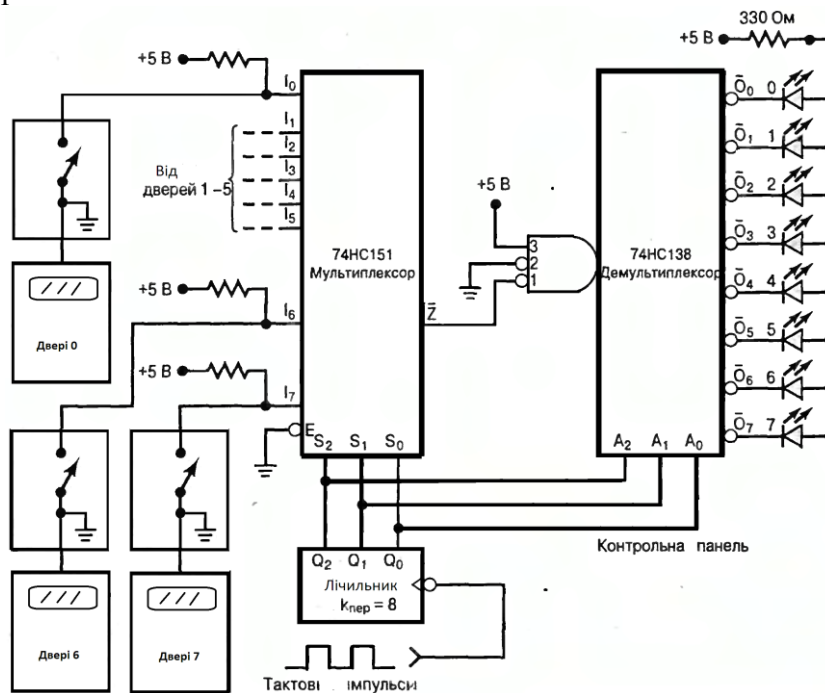 330 Ом
+5 В
+5 В
I₀
I₁
I₂
I₃
I₄
I₅
Від
дверей 1 – 5
74HC151
Мультиплексор
+5 В
3
2
1
74HC138
Демультиплексор
Ō₀ 0
Ō₁ 1
Ō₂ 2
Ō₃ 3
Ō₄ 4
Ō₅ 5
Ō₆ 6
Ō₇ 7
Двері 0
+5 В
I₆
Z̄
+5 В
I₇
E
S₂ S₁ S₀
A₂ A₁ A₀
Контрольна панель
Q₂ Q₁ Q₀
Лічильник
kпер = 8
Двері 6
Двері 7
Тактові імпульси